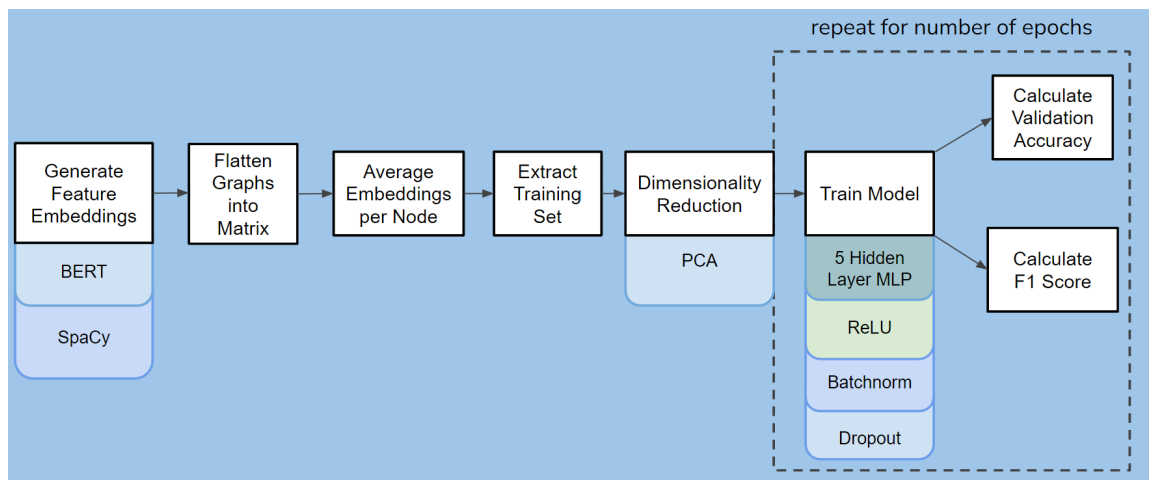 repeat for number of epochs
Generate
Feature
Embeddings
BERT
SpaCy
Flatten
Graphs
into
Matrix
Average
Embeddings
per Node
Extract
Training
Set
Dimensionality
Reduction
PCA
Train Model
5 Hidden
Layer MLP
ReLU
Batchnorm
Dropout
Calculate
Validation
Accuracy
Calculate
F1 Score